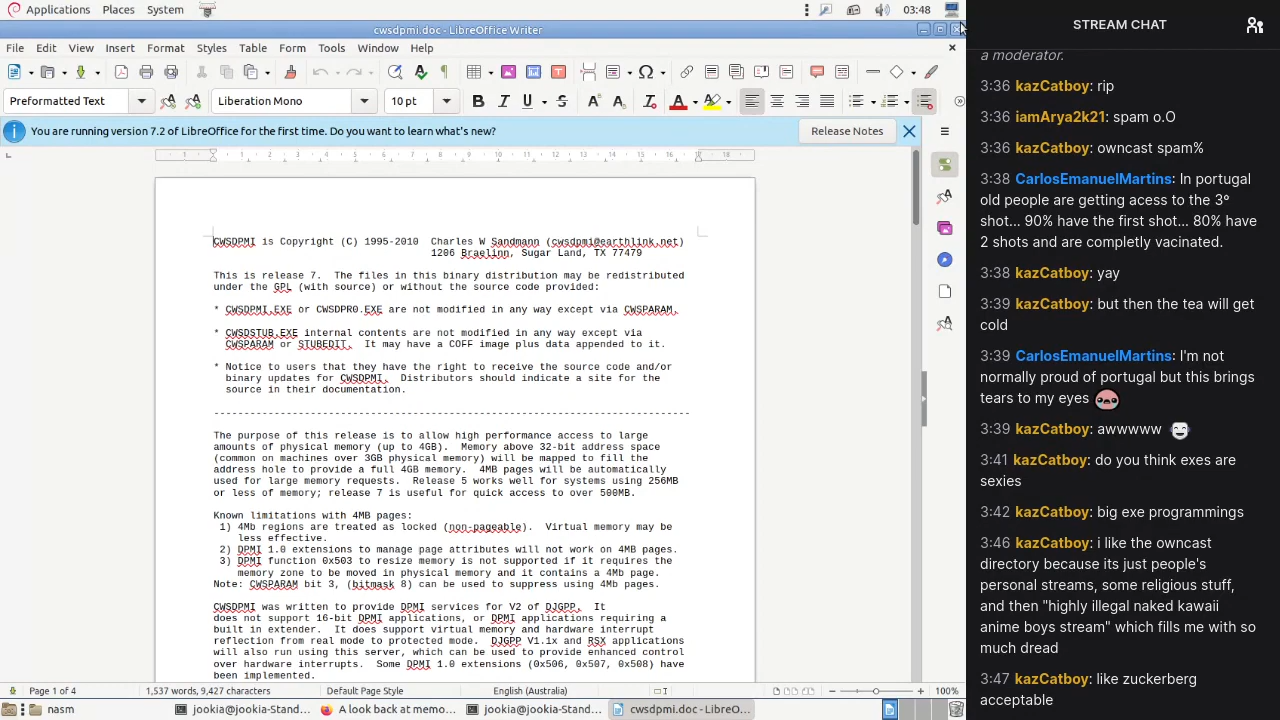 Applications Places System 03:48
cwsdpmi.doc - LibreOffice Writer
File Edit View Insert Format Styles Table Form Tools Window Help
Preformatted Text Liberation Mono 10 pt
You are running version 7.2 of LibreOffice for the first time. Do you want to learn what's new? Release Notes
1 1 2 3 4 5 6 7 8 9 10 11 12 13 14 15 16 17 18
CWSDPMI is Copyright (C) 1995-2010 Charles W Sandmann (cwsdpmi@earthlink.net)
1206 Braelinn, Sugar Land, TX 77479
This is release 7. The files in this binary distribution may be redistributed
under the GPL (with source) or without the source code provided:
* CWSDPMI.EXE or CWSDPR0.EXE are not modified in any way except via CWSPARAM.
* CWSDSTUB.EXE internal contents are not modified in any way except via
CWSPARAM or STUBEDIT. It may have a COFF image plus data appended to it.
* Notice to users that they have the right to receive the source code and/or
binary updates for CWSDPMI. Distributors should indicate a site for the
source in their documentation.
--------------------------------------------------------------------------------
The purpose of this release is to allow high performance access to large
amounts of physical memory (up to 4GB). Memory above 32-bit address space
(common on machines over 3GB physical memory) will be mapped to fill the
address hole to provide a full 4GB memory. 4MB pages will be automatically
used for large memory requests. Release 5 works well for systems using 256MB
or less of memory; release 7 is useful for quick access to over 500MB.
Known limitations with 4MB pages:
1) 4Mb regions are treated as locked (non-pageable). Virtual memory may be
less effective.
2) DPMI 1.0 extensions to manage page attributes will not work on 4MB pages.
3) DPMI function 0x503 to resize memory is not supported if it requires the
memory zone to be moved in physical memory and it contains a 4Mb page.
Note: CWSPARAM bit 3, (bitmask 8) can be used to suppress using 4Mb pages.
CWSDPMI was written to provide DPMI services for V2 of DJGPP. It
does not support 16-bit DPMI applications, or DPMI applications requiring a
built in extender. It does support virtual memory and hardware interrupt
reflection from real mode to protected mode. DJGPP V1.1x and RSX applications
will also run using this server, which can be used to provide enhanced control
over hardware interrupts. Some DPMI 1.0 extensions (0x506, 0x507, 0x508) have
been implemented.
Page 1 of 4 1,537 words, 9,427 characters Default Page Style English (Australia) 100%
nasm jookia@jookia-Stand... A look back at memo... jookia@jookia-Stand... cwsdpmi.doc - LibreO...
STREAM CHAT
a moderator.
3:36 kazCatboy: rip
3:36 iamArya2k21: spam o.O
3:36 kazCatboy: owncast spam%
3:38 CarlosEmanuelMartins: In portugal
old people are getting acess to the 3º
shot... 90% have the first shot... 80% have
2 shots and are completly vacinated.
3:38 kazCatboy: yay
3:39 kazCatboy: but then the tea will get
cold
3:39 CarlosEmanuelMartins: I'm not
normally proud of portugal but this brings
tears to my eyes
3:39 kazCatboy: awwwww
3:41 kazCatboy: do you think exes are
sexies
3:42 kazCatboy: big exe programmings
3:46 kazCatboy: i like the owncast
directory because its just people's
personal streams, some religious stuff,
and then "highly illegal naked kawaii
anime boys stream" which fills me with so
much dread
3:47 kazCatboy: like zuckerberg
acceptable